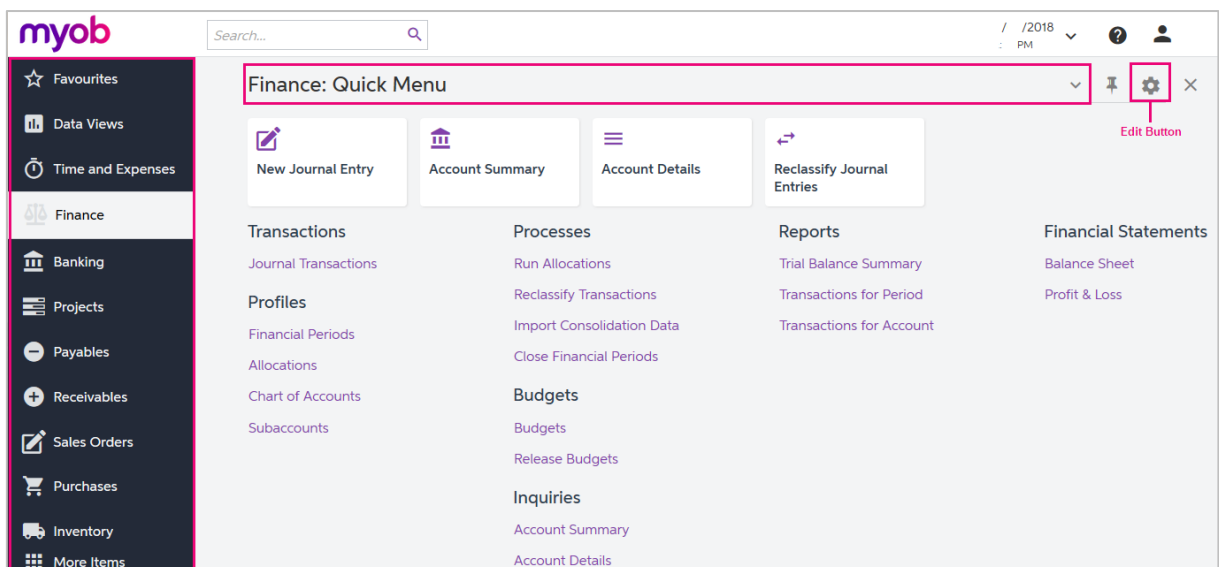 myob
Search...
/ /2018
: PM
Favourites
Data Views
Time and Expenses
Finance
Banking
Projects
Payables
Receivables
Sales Orders
Purchases
Inventory
More Items
Finance: Quick Menu
Edit Button
New Journal Entry
Account Summary
Account Details
Reclassify Journal
Entries
Transactions
Journal Transactions
Profiles
Financial Periods
Allocations
Chart of Accounts
Subaccounts
Processes
Run Allocations
Reclassify Transactions
Import Consolidation Data
Close Financial Periods
Budgets
Budgets
Release Budgets
Inquiries
Account Summary
Account Details
Reports
Trial Balance Summary
Transactions for Period
Transactions for Account
Financial Statements
Balance Sheet
Profit & Loss